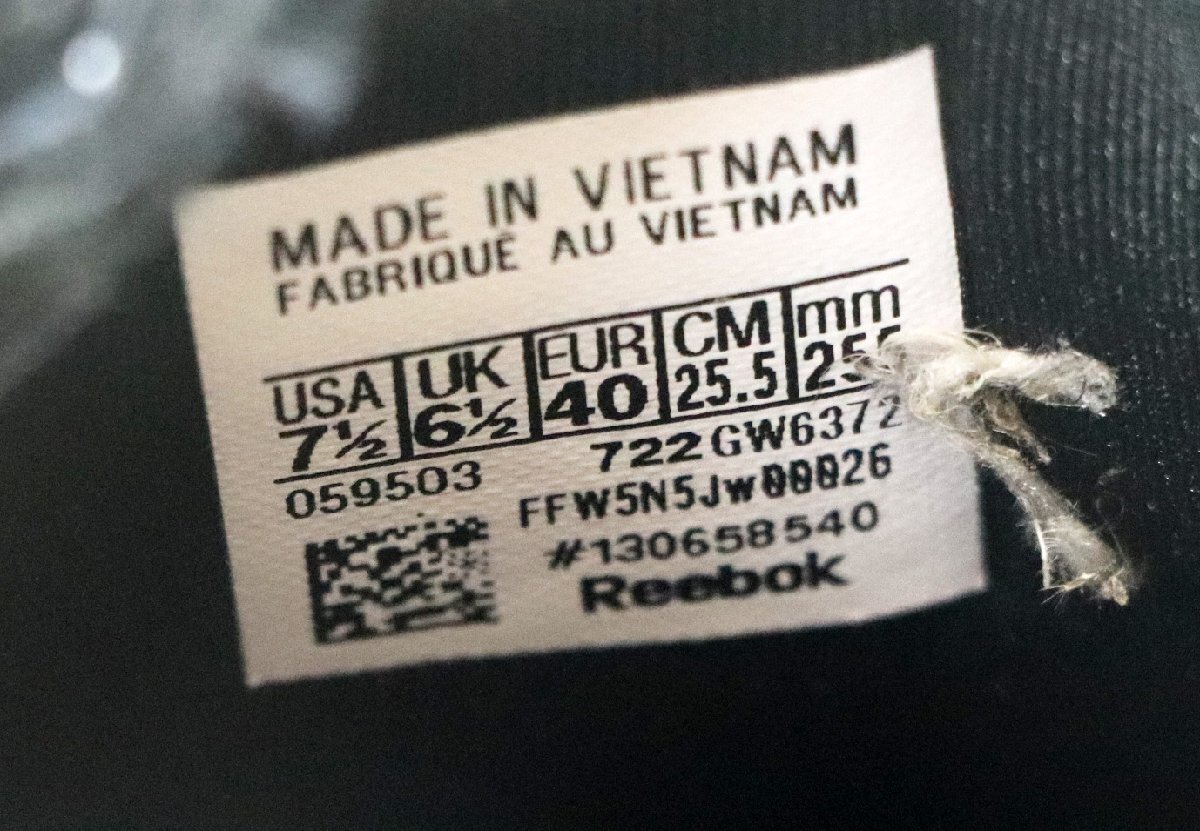 MADE IN VIETNAM
FABRIQUÉ AU VIETNAM
USA UK EUR CM mm
7½ 6½ 40 25.5 255
722 GW6372
059503
FFW5N5Jw00026
#130658540
Reebok